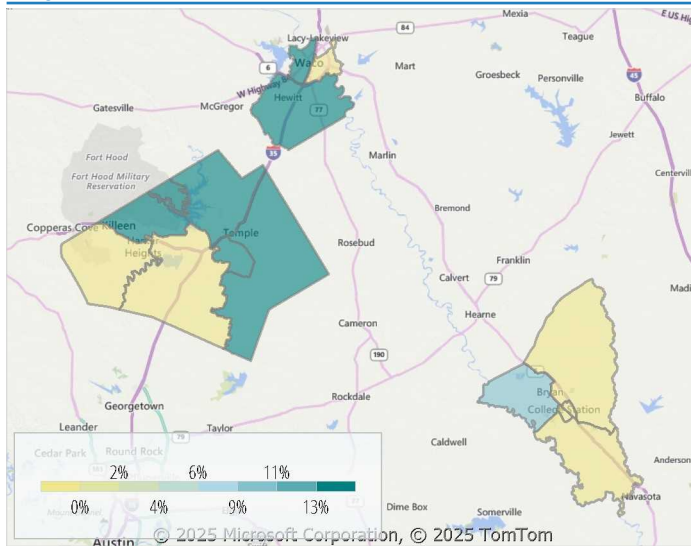 Mexia
E US Hig
84
Teague
Lacy-Lakeview
6
Waco
Mart
45
Groesbeck
Personville
W Highway
Hewitt
Buffalo
Gatesville
McGregor
77
Jewett
35
Fort Hood
Marlin
Fort Hood Military
Reservation
Centervil
Bremond
Copperas Cove
Killeen
Temple
Harker
Heights
Rosebud
Franklin
Calvert
79
Madi
Hearne
Cameron
190
Bryan
Rockdale
College Station
Georgetown
Leander
Taylor
79
Caldwell
Cedar Park
Round Rock
Anderson
2%
6%
11%
0%
4%
9%
13%
Navasota
Dime Box
Somerville
Austin
© 2025 Microsoft Corporation, © 2025 TomTom